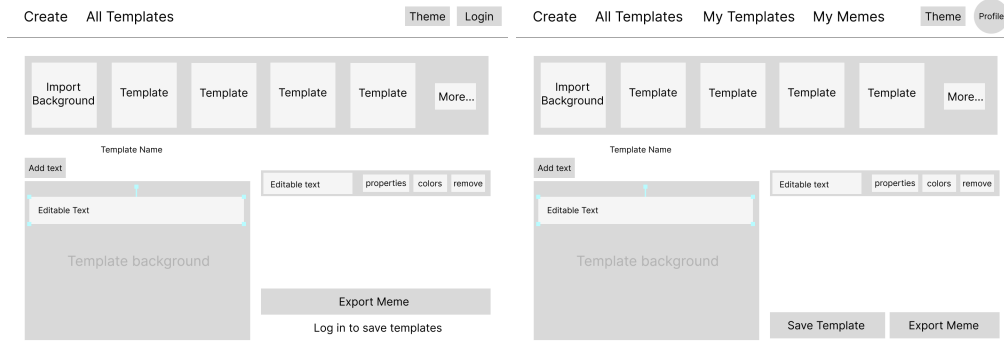 Create All Templates Theme Login
Import
Background
Template Template Template Template More...
Template Name
Add text
Editable text properties colors remove
Editable Text
Template background
Export Meme
Log in to save templates
Create All Templates My Templates My Memes Theme Profile
Import
Background
Template Template Template Template More...
Template Name
Add text
Editable text properties colors remove
Editable Text
Template background
Save Template Export Meme